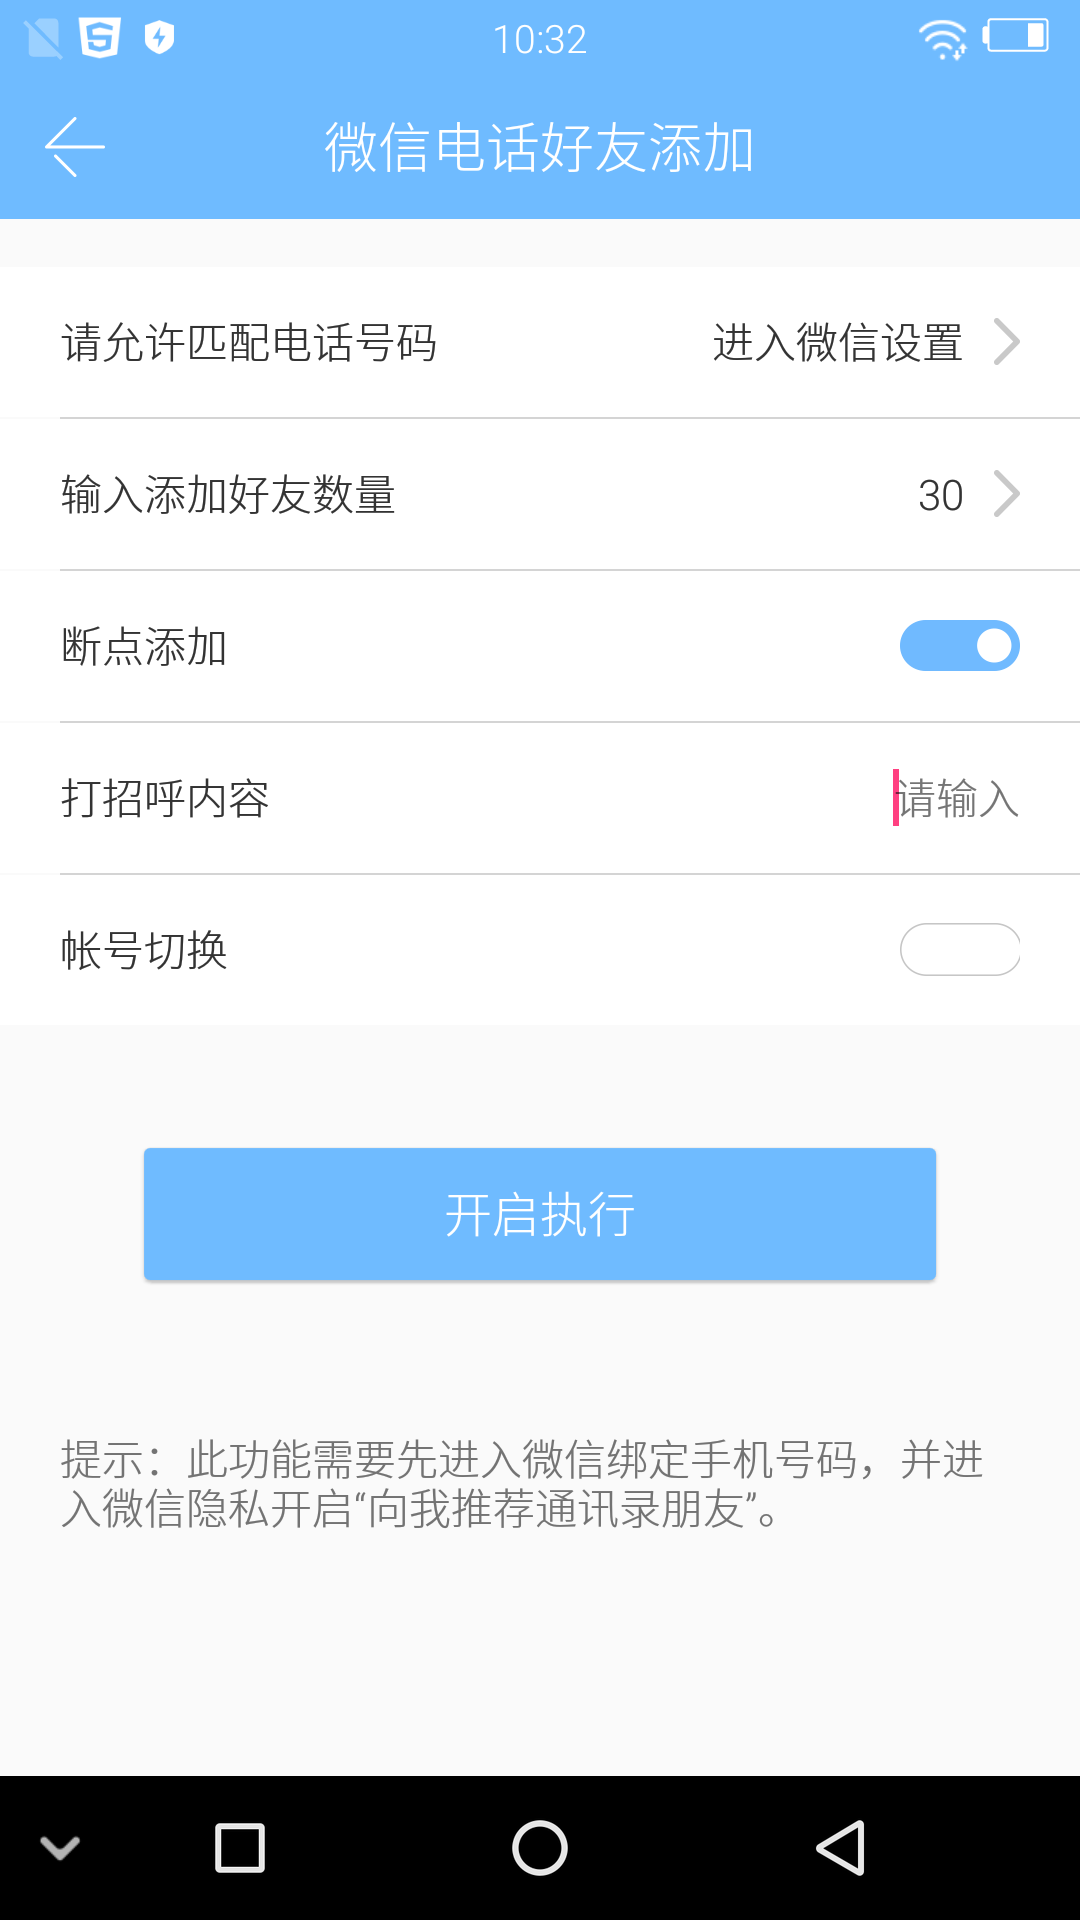 10:32
微信电话好友添加
请允许匹配电话号码 进入微信设置
输入添加好友数量 30
断点添加
打招呼内容 请输入
帐号切换
开启执行
提示：此功能需要先进入微信绑定手机号码，并进
入微信隐私开启“向我推荐通讯录朋友”。